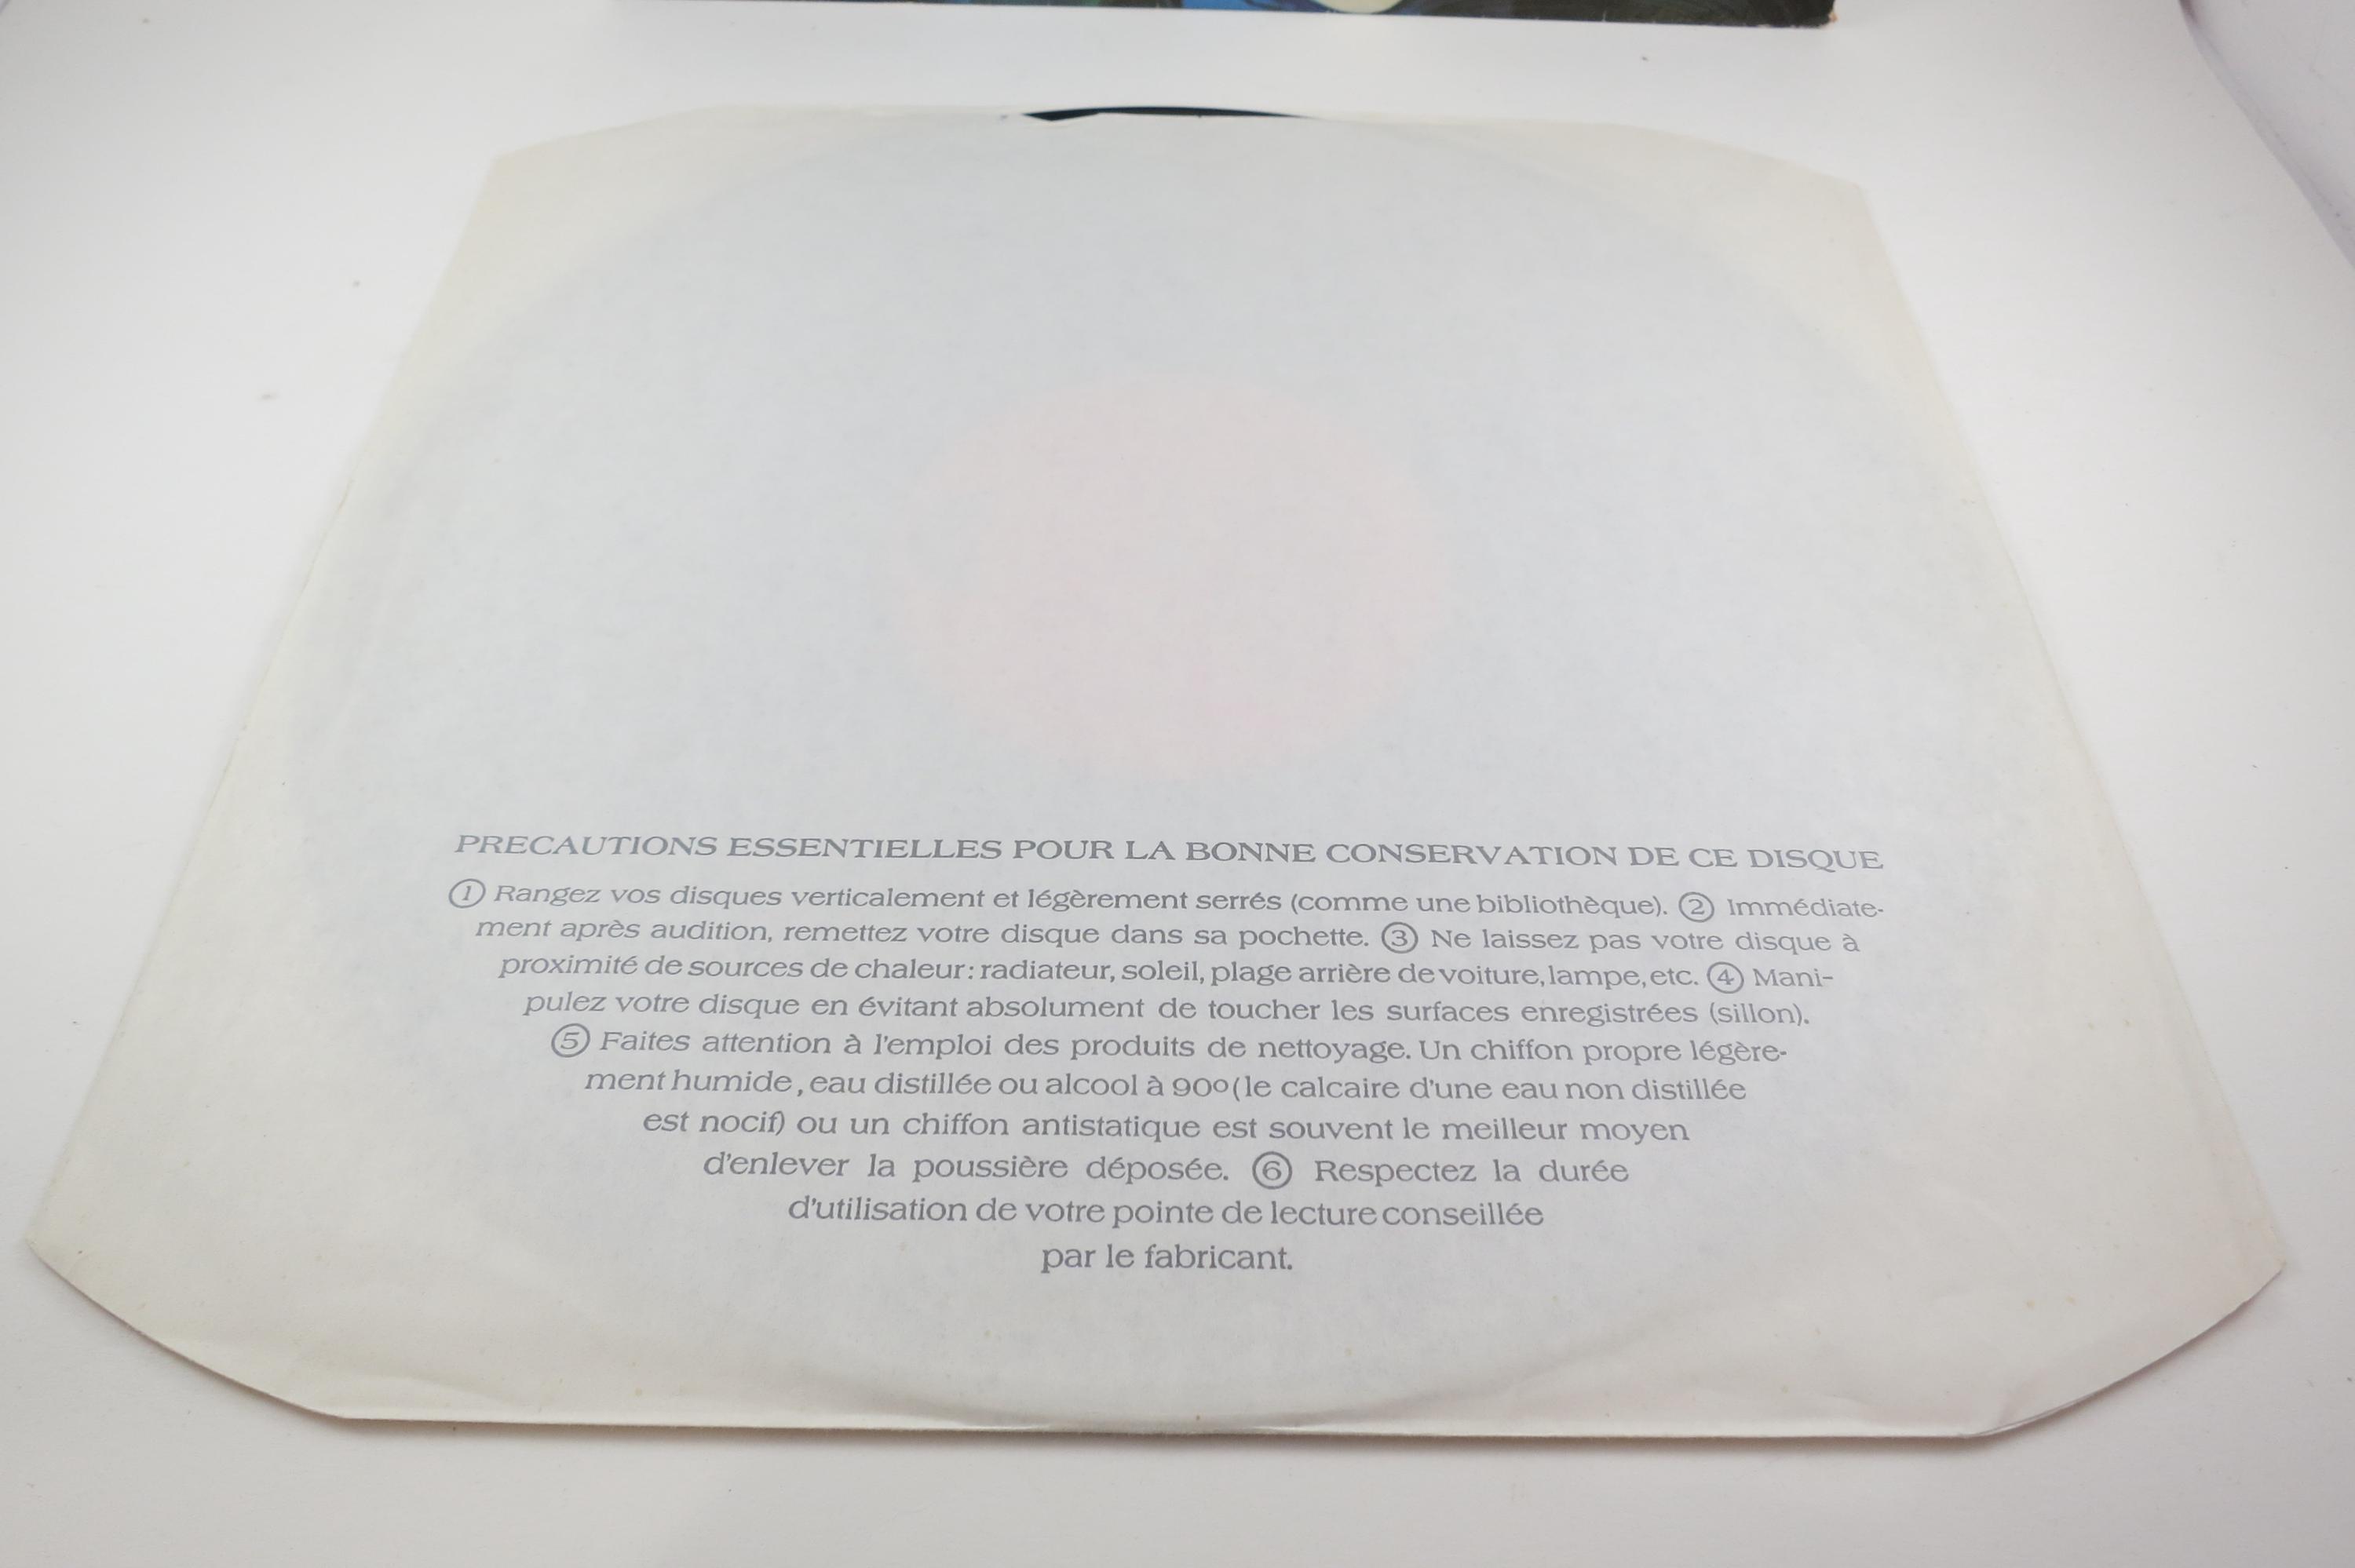 PRECAUTIONS ESSENTIELLES POUR LA BONNE CONSERVATION DE CE DISQUE
① Rangez vos disques verticalement et légèrement serrés (comme une bibliothèque). ② Immédiate-
ment après audition, remettez votre disque dans sa pochette. ③ Ne laissez pas votre disque à
proximité de sources de chaleur: radiateur, soleil, plage arrière de voiture, lampe, etc. ④ Mani-
pulez votre disque en évitant absolument de toucher les surfaces enregistrées (sillon).
⑤ Faites attention à l'emploi des produits de nettoyage. Un chiffon propre légère-
ment humide, eau distillée ou alcool à 90º (le calcaire d'une eau non distillée
est nocif) ou un chiffon antistatique est souvent le meilleur moyen
d'enlever la poussière déposée. ⑥ Respectez la durée
d'utilisation de votre pointe de lecture conseillée
par le fabricant.